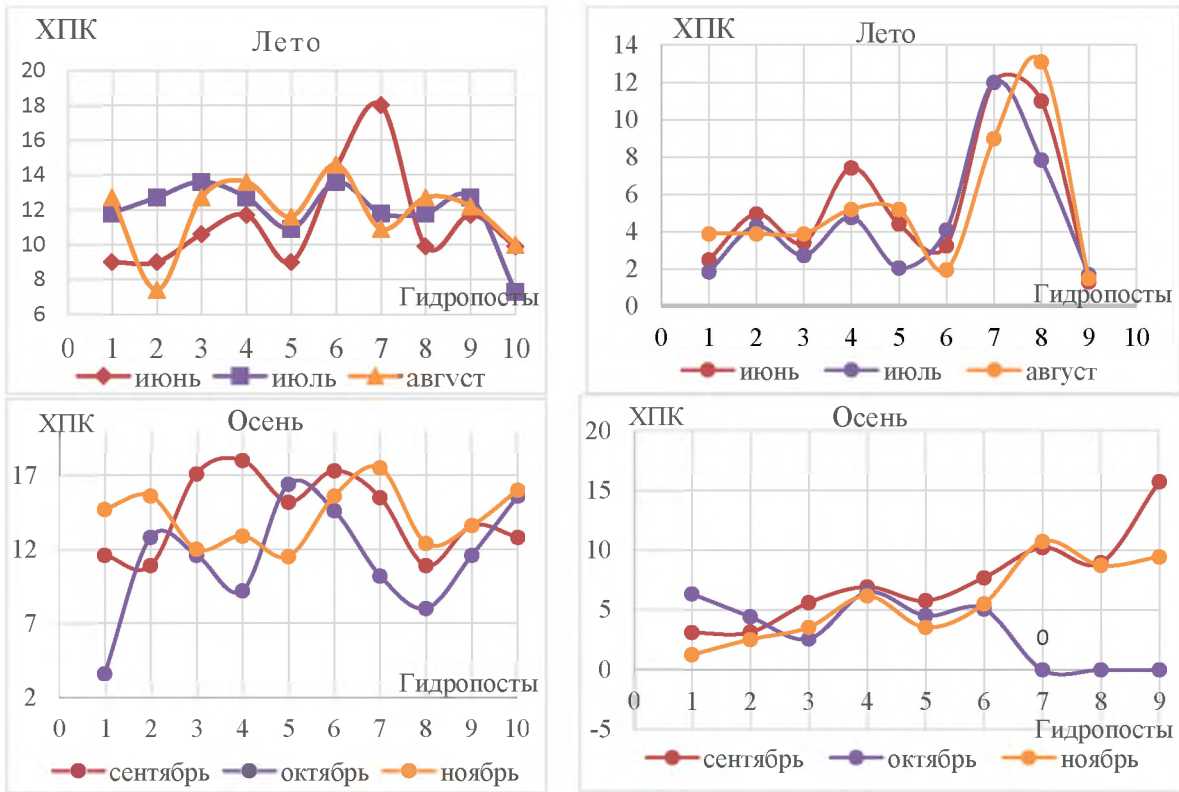 ХПК
Лето
20
18
16
14
12
10
8
6
Гидропосты
0 1 2 3 4 5 6 7 8 9 10
июнь июль август
ХПК
Лето
14
12
10
8
6
4
2
0
Гидропосты
0 1 2 3 4 5 6 7 8 9 10
июнь июль август
ХПК
Осень
17
12
7
2
Гидропосты
0 1 2 3 4 5 6 7 8 9 10
сентябрь октябрь ноябрь
ХПК
Осень
20
15
10
5
0
0
-5
0 1 2 3 4 5 6 7 8 9
Гидропосты
сентябрь октябрь ноябрь